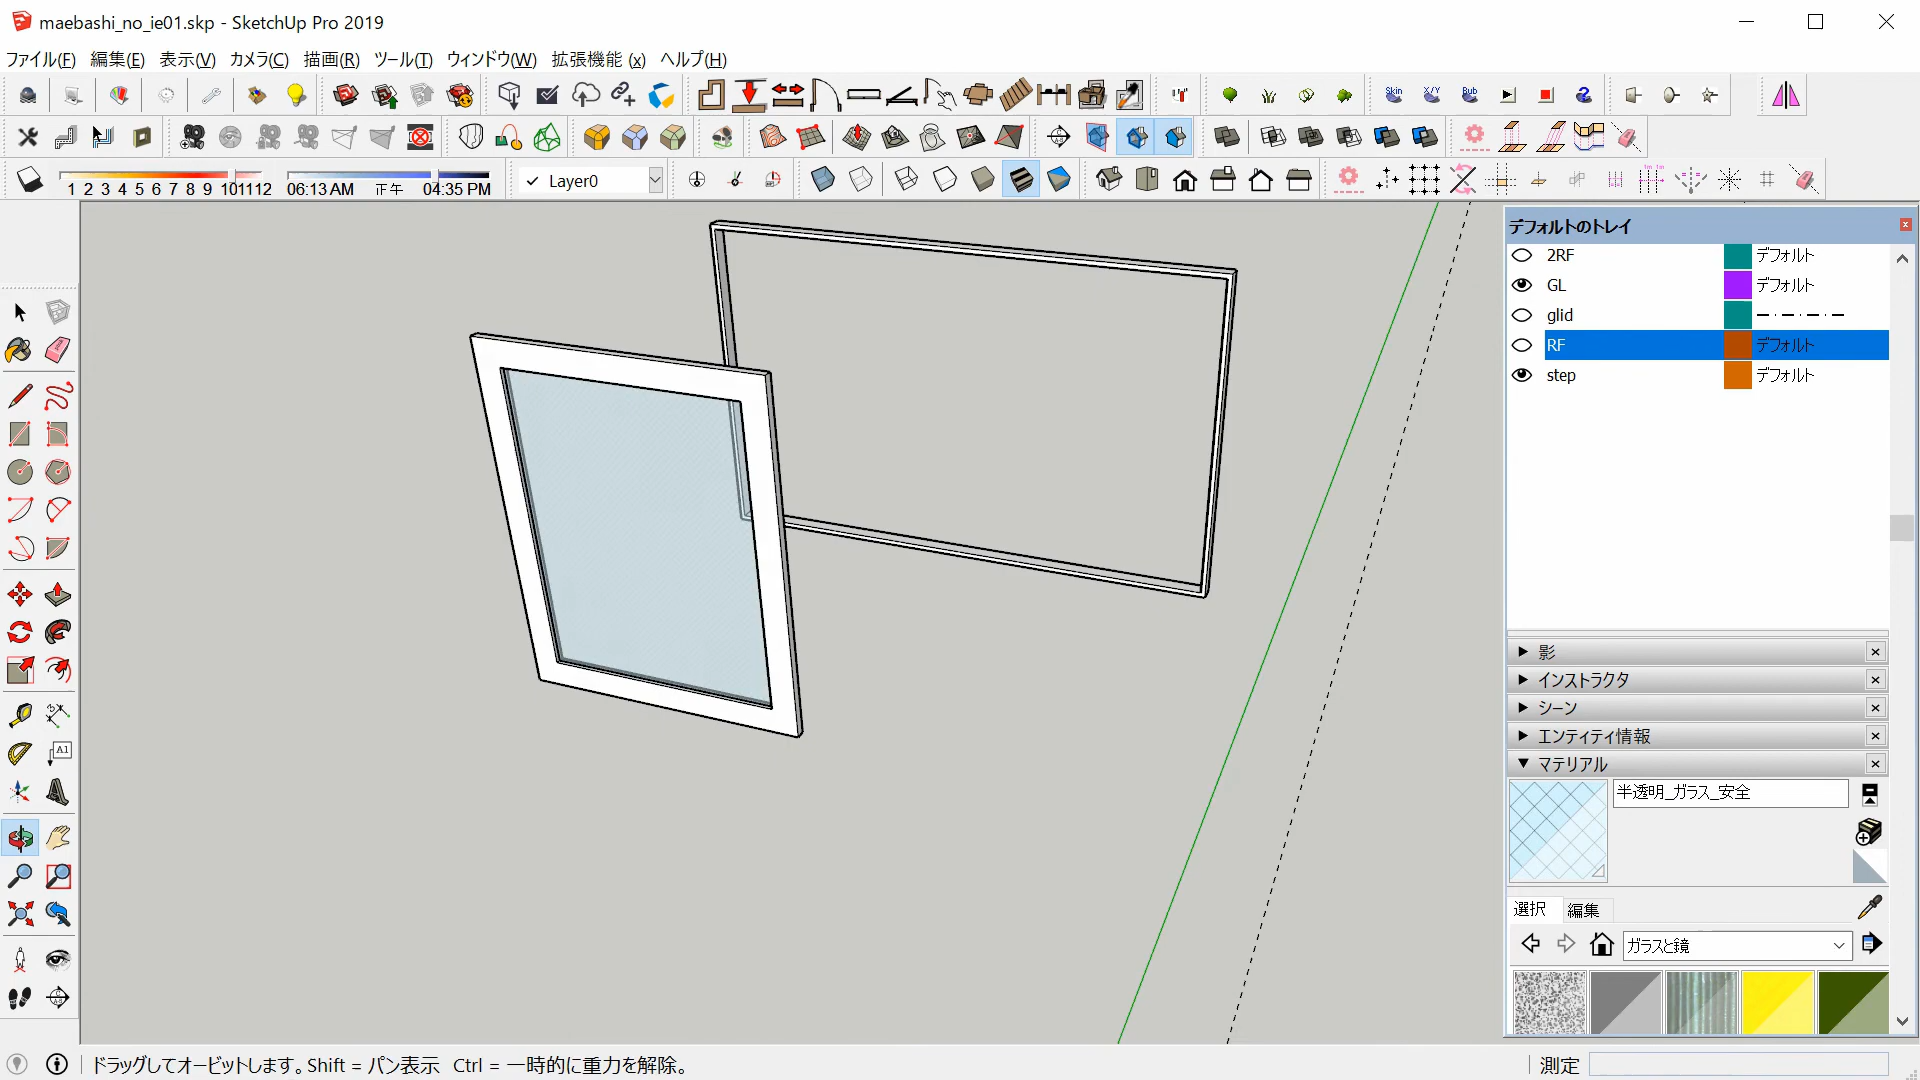 maebashi_no_ie01.skp - SketchUp Pro 2019
ファイル(F) 編集(E) 表示(V) カメラ(C) 描画(R) ツール(T) ウィンドウ(W) 拡張機能 (x) ヘルプ(H)
Skin X/Y Bub
1 2 3 4 5 6 7 8 9 101112 06:13 AM 正午 04:35 PM
Layer0
デフォルトのトレイ
2RF デフォルト
GL デフォルト
glid
RF デフォルト
step デフォルト
影
インストラクタ
シーン
エンティティ情報
マテリアル
半透明_ガラス_安全
選択 編集
ガラスと鏡
A1
ドラッグしてオービットします。Shift = パン表示 Ctrl = 一時的に重力を解除。
測定